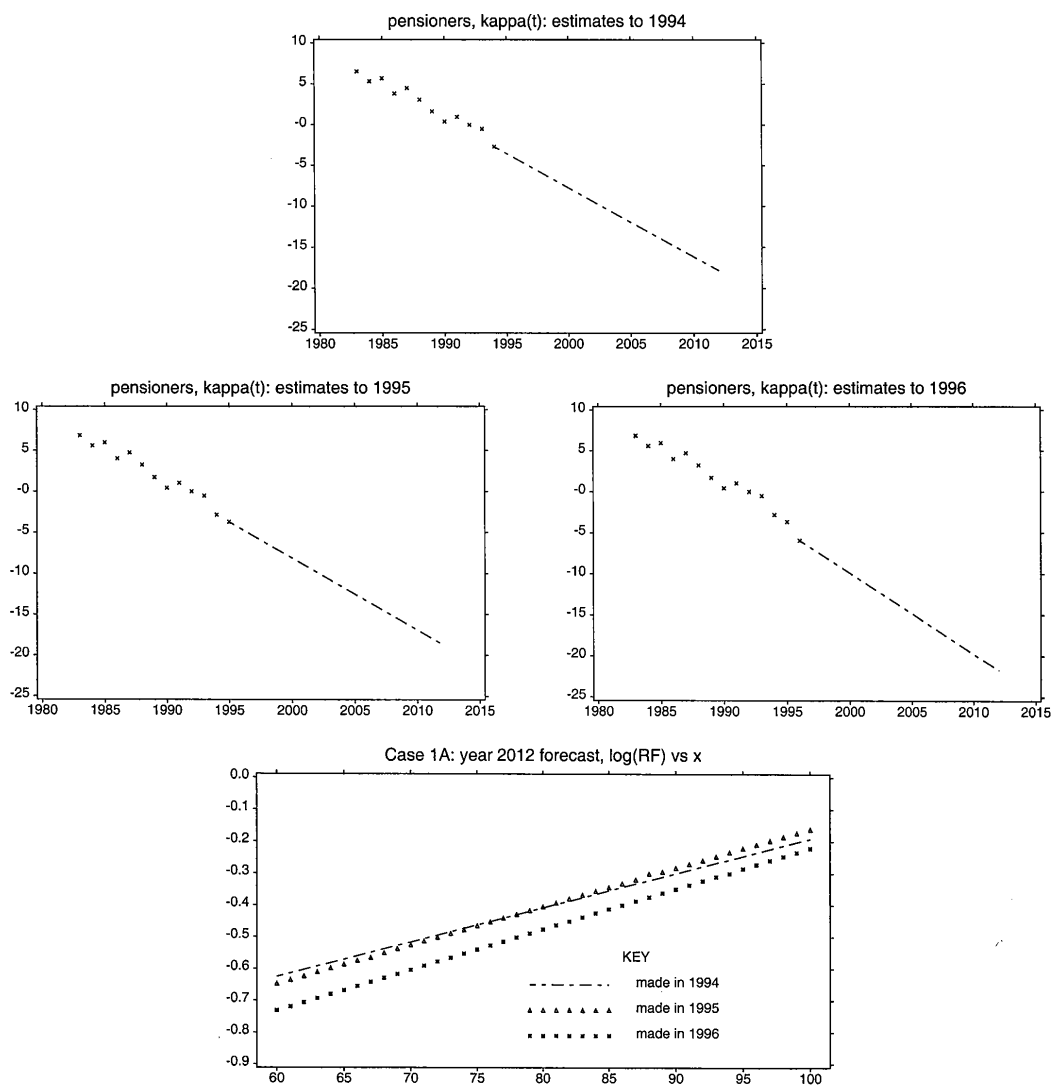 pensioners, kappa(t): estimates to 1994
10
5
-0
-5
-10
-15
-20
-25
1980 1985 1990 1995 2000 2005 2010 2015
pensioners, kappa(t): estimates to 1995
10
5
-0
-5
-10
-15
-20
-25
1980 1985 1990 1995 2000 2005 2010 2015
pensioners, kappa(t): estimates to 1996
10
5
-0
-5
-10
-15
-20
-25
1980 1985 1990 1995 2000 2005 2010 2015
Case 1A: year 2012 forecast, log(RF) vs x
0.0
-0.1
-0.2
-0.3
-0.4
-0.5
-0.6
-0.7
-0.8
-0.9
60 65 70 75 80 85 90 95 100
KEY
made in 1994
made in 1995
made in 1996